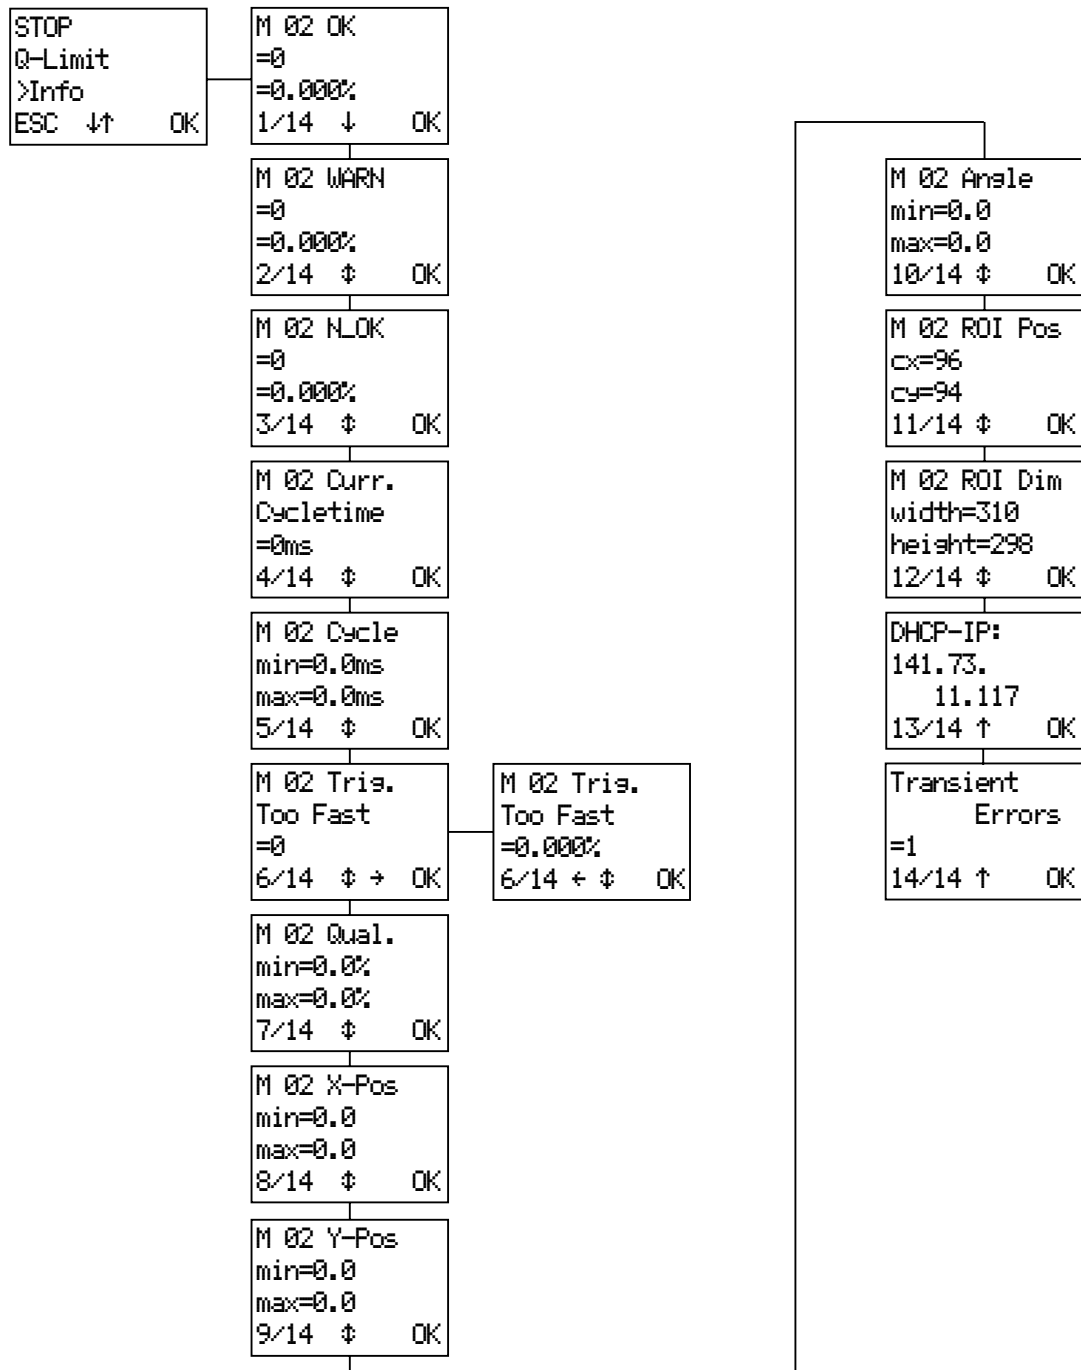 STOP
Q-Limit
>Info
ESC ↓↑ OK
M 02 OK
=0
=0.000%
1/14 ↓ OK
M 02 WARN
=0
=0.000%
2/14 ↕ OK
M 02 N_OK
=0
=0.000%
3/14 ↕ OK
M 02 Curr.
Cycletime
=0ms
4/14 ↕ OK
M 02 Cycle
min=0.0ms
max=0.0ms
5/14 ↕ OK
M 02 Trig.
Too Fast
=0
6/14 ↕ → OK
M 02 Trig.
Too Fast
=0.000%
6/14 ← ↕ OK
M 02 Qual.
min=0.0%
max=0.0%
7/14 ↕ OK
M 02 X-Pos
min=0.0
max=0.0
8/14 ↕ OK
M 02 Y-Pos
min=0.0
max=0.0
9/14 ↕ OK
M 02 Angle
min=0.0
max=0.0
10/14 ↕ OK
M 02 ROI Pos
cx=96
cy=94
11/14 ↕ OK
M 02 ROI Dim
width=310
height=298
12/14 ↕ OK
DHCP-IP:
141.73.
11.117
13/14 ↑ OK
Transient
Errors
=1
14/14 ↑ OK